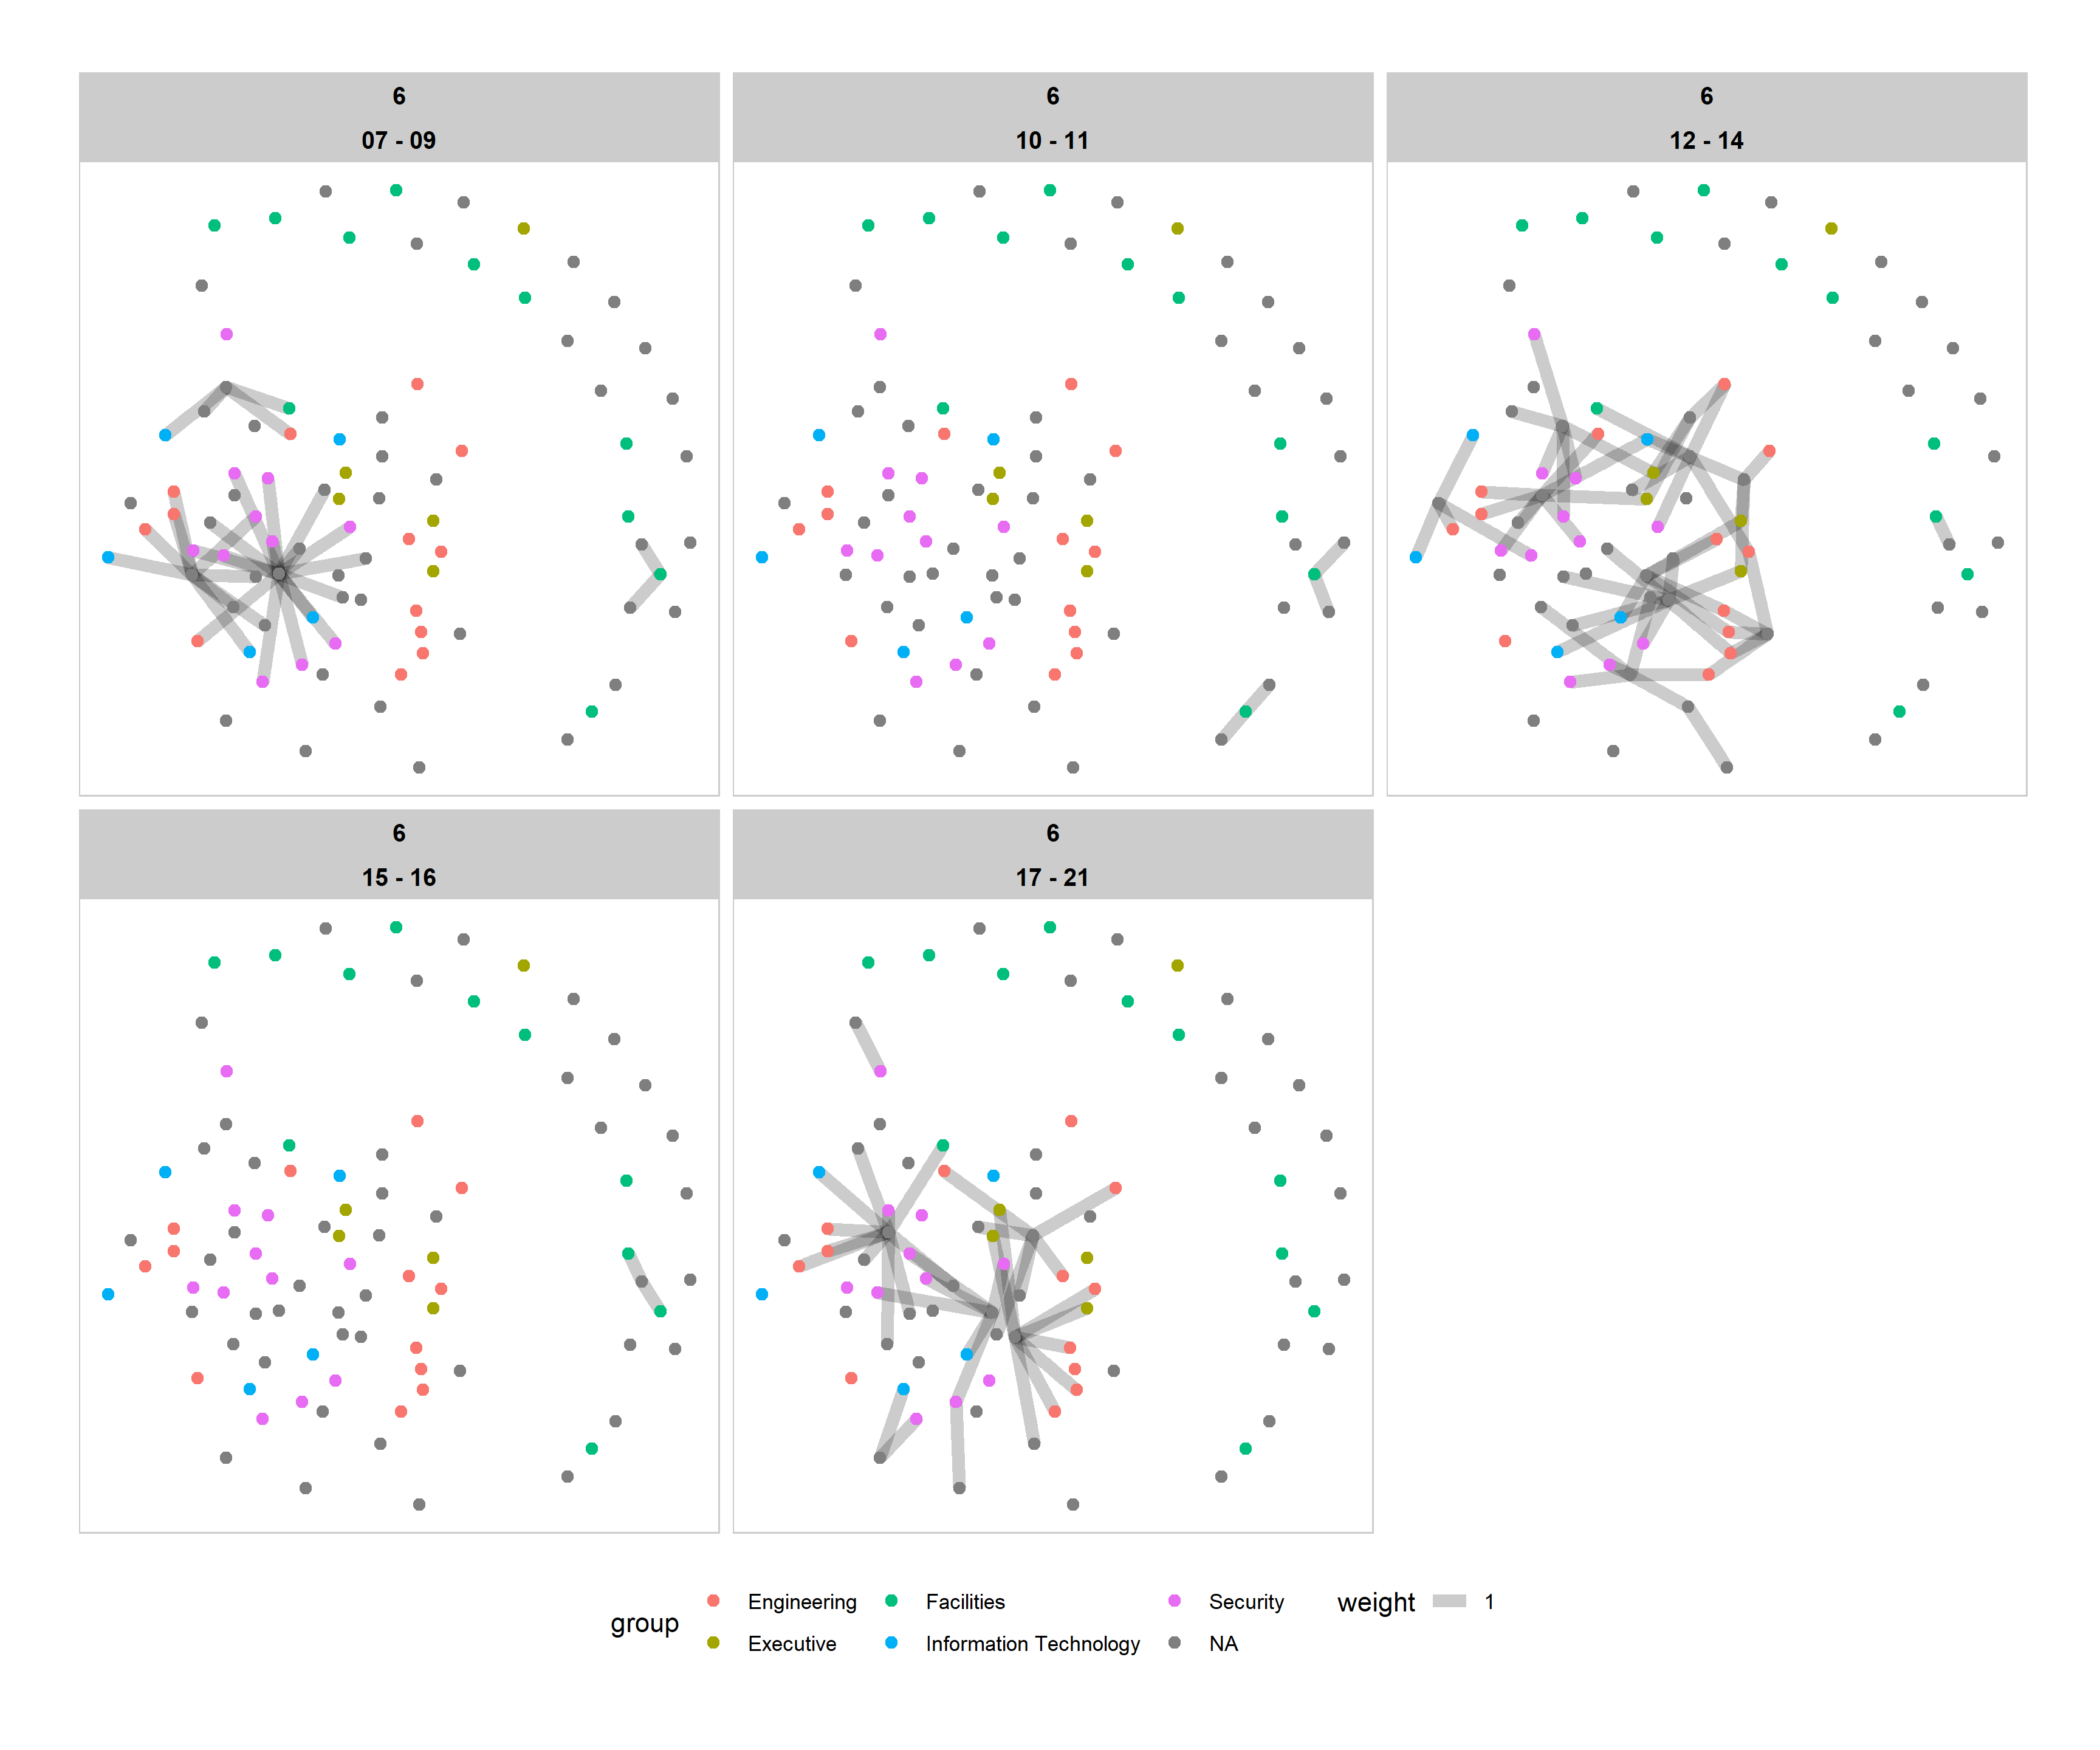 6
07 - 09
6
10 - 11
6
12 - 14
6
15 - 16
6
17 - 21
group
Engineering
Executive
Facilities
Information Technology
Security
NA
weight
1